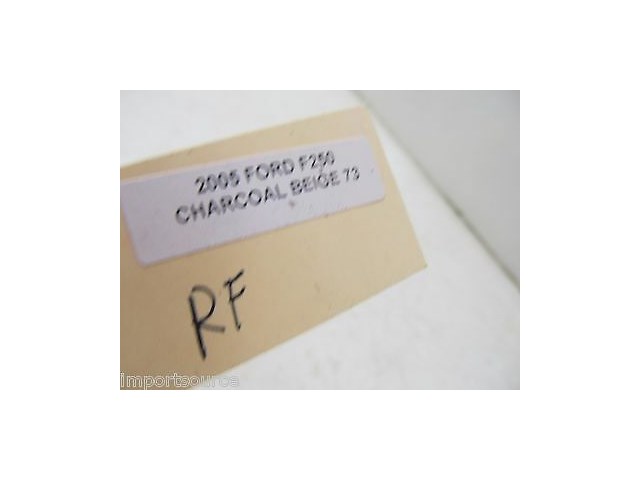 2005 FORD F250
CHARCOAL BEIGE 73
RF
importsource